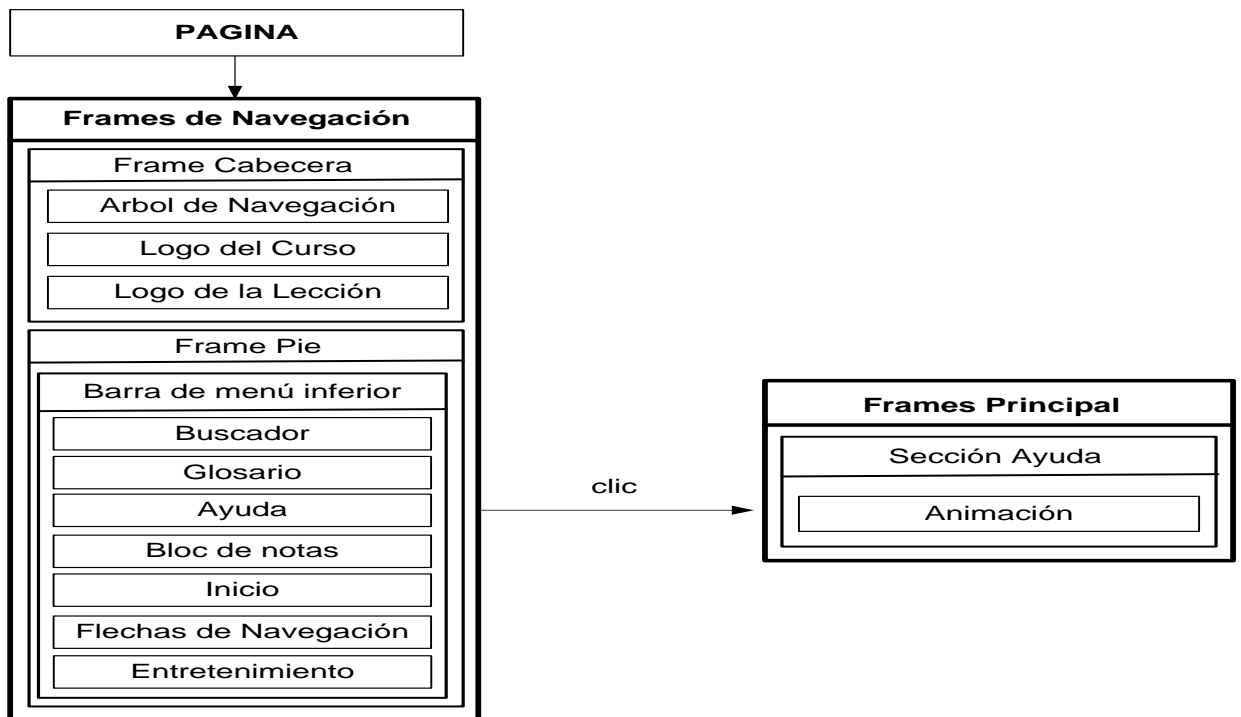 PAGINA
Frames de Navegación
Frame Cabecera
Arbol de Navegación
Logo del Curso
Logo de la Lección
Frame Pie
Barra de menú inferior
Buscador
Glosario
Ayuda
Bloc de notas
Inicio
Flechas de Navegación
Entretenimiento
clic
Frames Principal
Sección Ayuda
Animación